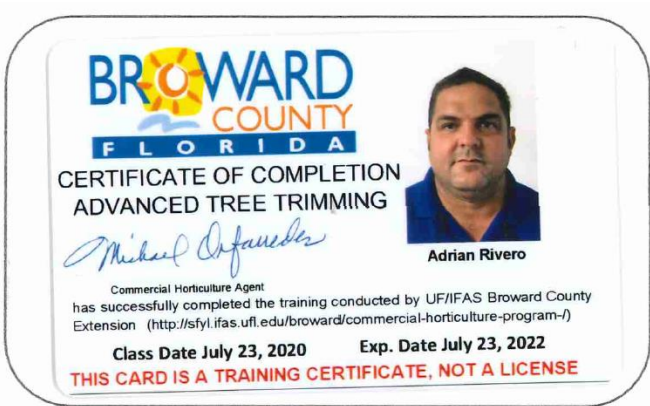 BROWARD
COUNTY
FLORIDA
CERTIFICATE OF COMPLETION
ADVANCED TREE TRIMMING
Adrian Rivero
Commercial Horticulture Agent
has successfully completed the training conducted by UF/IFAS Broward County
Extension (http://sfyl.ifas.ufl.edu/broward/commercial-horticulture-program-/)
Class Date July 23, 2020 Exp. Date July 23, 2022
THIS CARD IS A TRAINING CERTIFICATE, NOT A LICENSE